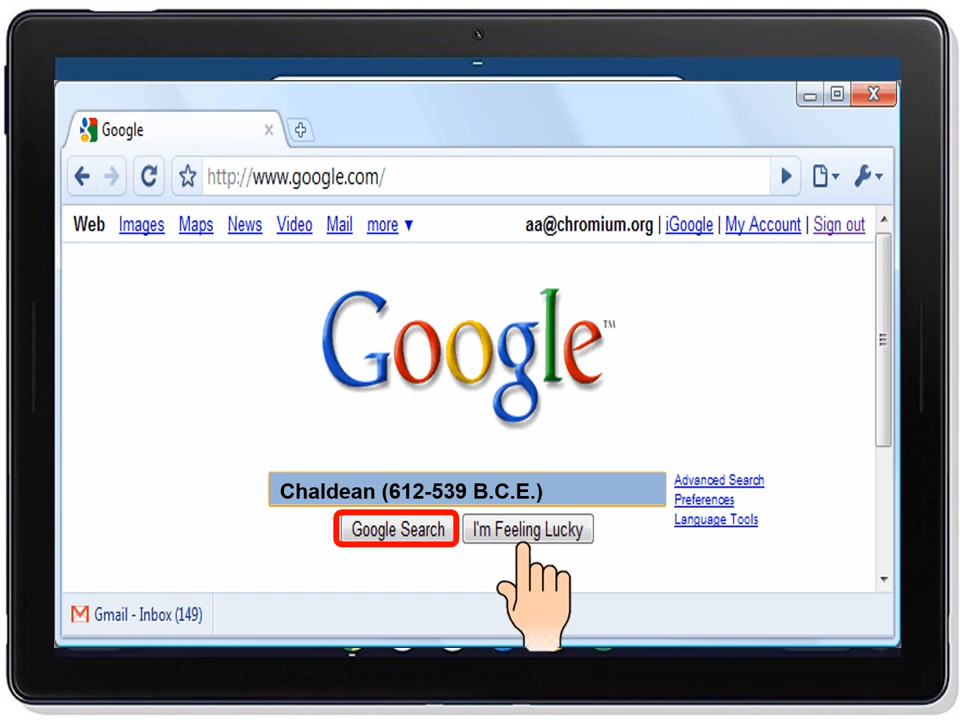 Google
http://www.google.com/
Web Images Maps News Video Mail more ▼ aa@chromium.org | iGoogle | My Account | Sign out
Google™
Chaldean (612-539 B.C.E.)
Advanced Search
Preferences
Language Tools
Google Search I'm Feeling Lucky
Gmail - Inbox (149)